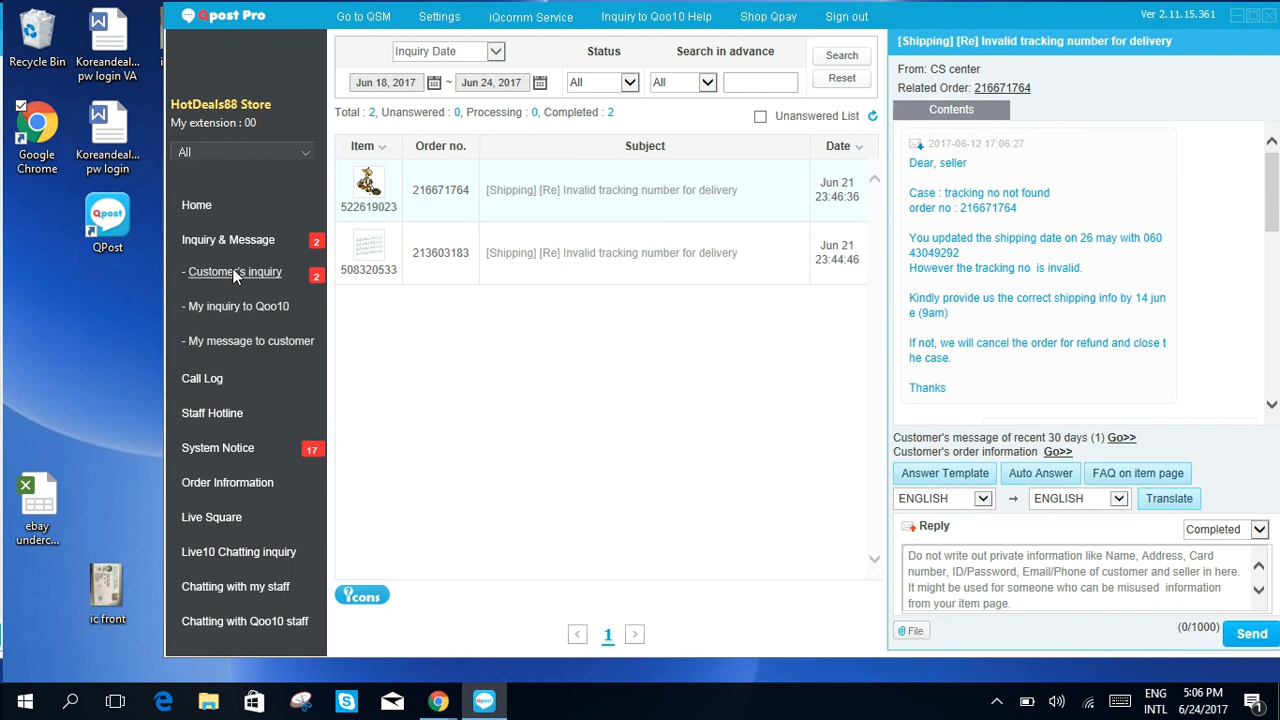 Recycle Bin
Koreandeal...
pw login VA
Google
Chrome
Koreandeal...
pw login
QPost
ebay
underc...
ic front
Qpost Pro
Go to QSM
Settings
iQcomm Service
Inquiry to Qoo10 Help
Shop Qpay
Sign out
Ver 2.11.15.361
HotDeals88 Store
My extension : 00
All
Home
Inquiry & Message
2
- Customer's inquiry
2
- My inquiry to Qoo10
- My message to customer
Call Log
Staff Hotline
System Notice
17
Order Information
Live Square
Live10 Chatting inquiry
Chatting with my staff
Chatting with Qoo10 staff
Inquiry Date
Status
Search in advance
Search
Jun 18, 2017 ~ Jun 24, 2017
All
All
Reset
Total : 2, Unanswered : 0, Processing : 0, Completed : 2
Unanswered List
Item
Order no.
Subject
Date
522619023
216671764
[Shipping] [Re] Invalid tracking number for delivery
Jun 21
23:46:36
508320533
213603183
[Shipping] [Re] Invalid tracking number for delivery
Jun 21
23:44:46
?cons
<
1
>
[Shipping] [Re] Invalid tracking number for delivery
From: CS center
Related Order: 216671764
Contents
2017-06-12 17:06:27
Dear, seller
Case : tracking no not found
order no : 216671764
You updated the shipping date on 26 may with 060
43049292
However the tracking no is invalid.
Kindly provide us the correct shipping info by 14 jun
e (9am)
If not, we will cancel the order for refund and close t
he case.
Thanks
Customer's message of recent 30 days (1) Go>>
Customer's order information Go>>
Answer Template
Auto Answer
FAQ on item page
ENGLISH → ENGLISH
Translate
Reply
Completed
Do not write out private information like Name, Address, Card
number, ID/Password, Email/Phone of customer and seller in here.
It might be used for someone who can be misused information
from your item page.
File
(0/1000)
Send
ENG
INTL
5:06 PM
6/24/2017
1